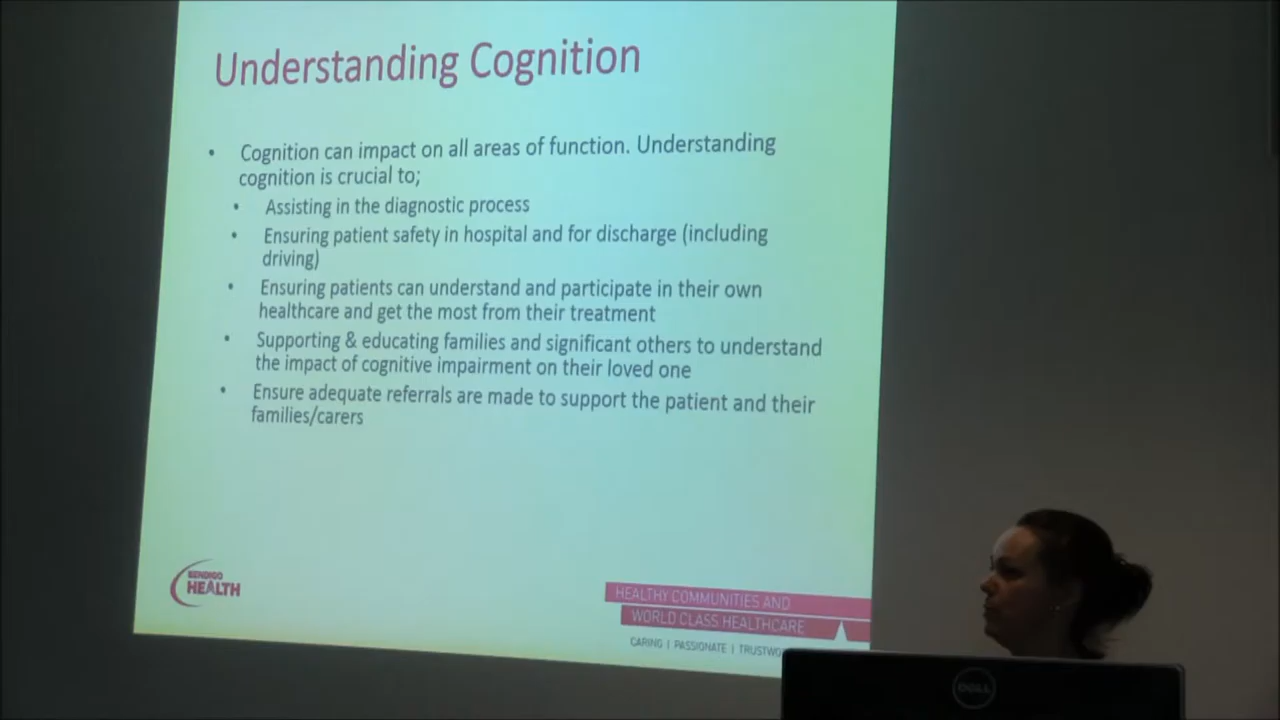 Understanding Cognition
• Cognition can impact on all areas of function. Understanding
cognition is crucial to;
• Assisting in the diagnostic process
• Ensuring patient safety in hospital and for discharge (including
driving)
• Ensuring patients can understand and participate in their own
healthcare and get the most from their treatment
• Supporting & educating families and significant others to understand
the impact of cognitive impairment on their loved one
• Ensure adequate referrals are made to support the patient and their
families/carers
BENDIGO
HEALTH
HEALTHY COMMUNITIES AND
WORLD CLASS HEALTHCARE
CARING | PASSIONATE | TRUSTWO
DELL